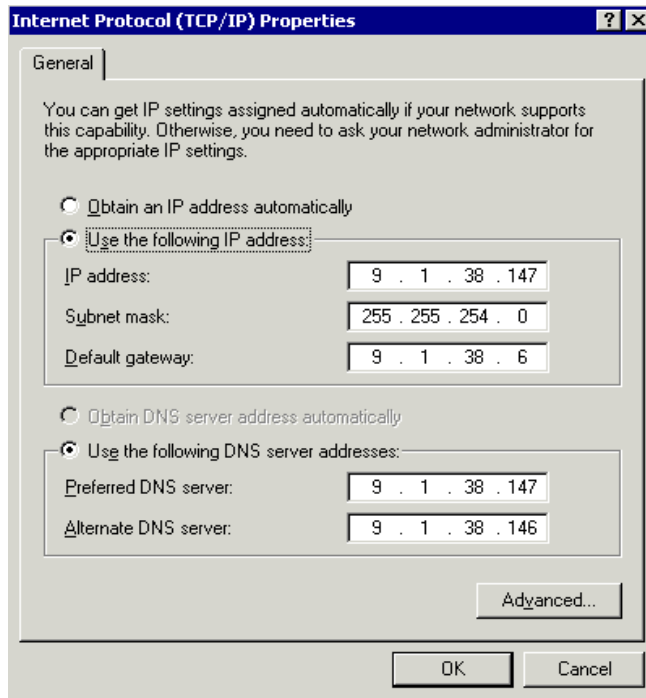 Internet Protocol (TCP/IP) Properties
General
You can get IP settings assigned automatically if your network supports
this capability. Otherwise, you need to ask your network administrator for
the appropriate IP settings.
Obtain an IP address automatically
Use the following IP address:
IP address: 9 . 1 . 38 . 147
Subnet mask: 255 . 255 . 254 . 0
Default gateway: 9 . 1 . 38 . 6
Obtain DNS server address automatically
Use the following DNS server addresses:
Preferred DNS server: 9 . 1 . 38 . 147
Alternate DNS server: 9 . 1 . 38 . 146
Advanced...
OK Cancel